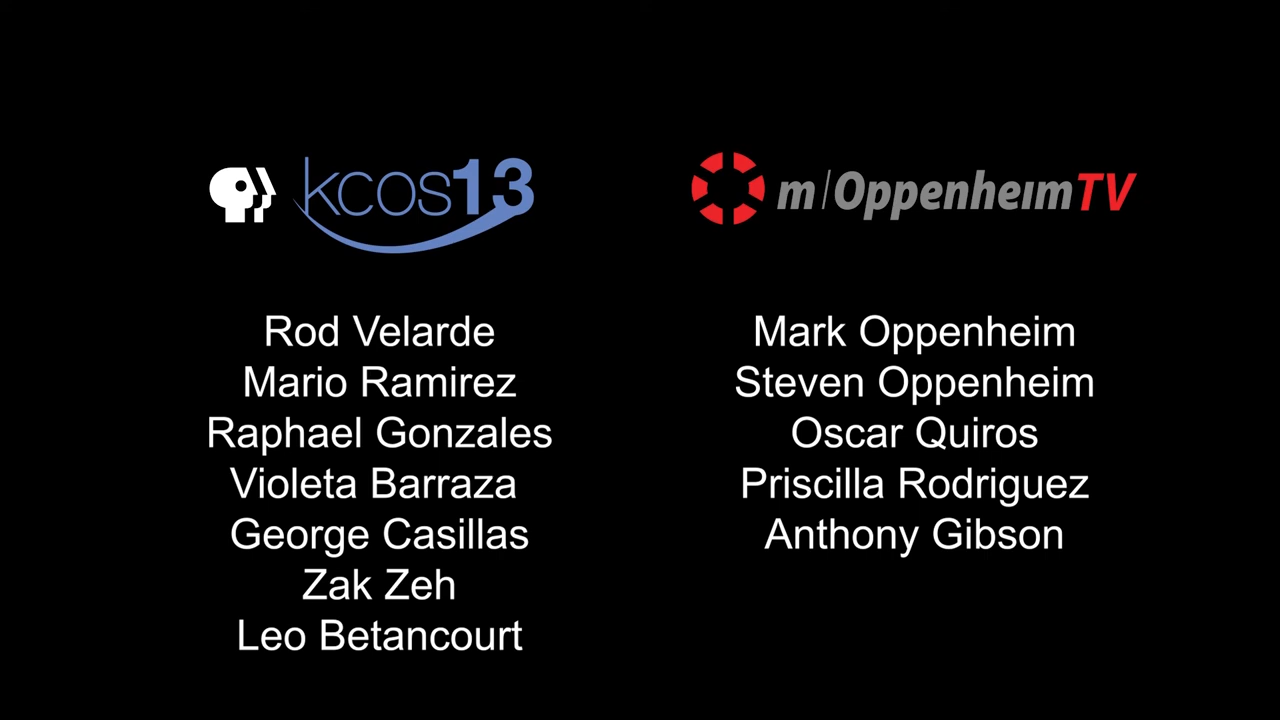 kcos13
Rod Velarde
Mario Ramirez
Raphael Gonzales
Violeta Barraza
George Casillas
Zak Zeh
Leo Betancourt
m/OppenheimTV
Mark Oppenheim
Steven Oppenheim
Oscar Quiros
Priscilla Rodriguez
Anthony Gibson